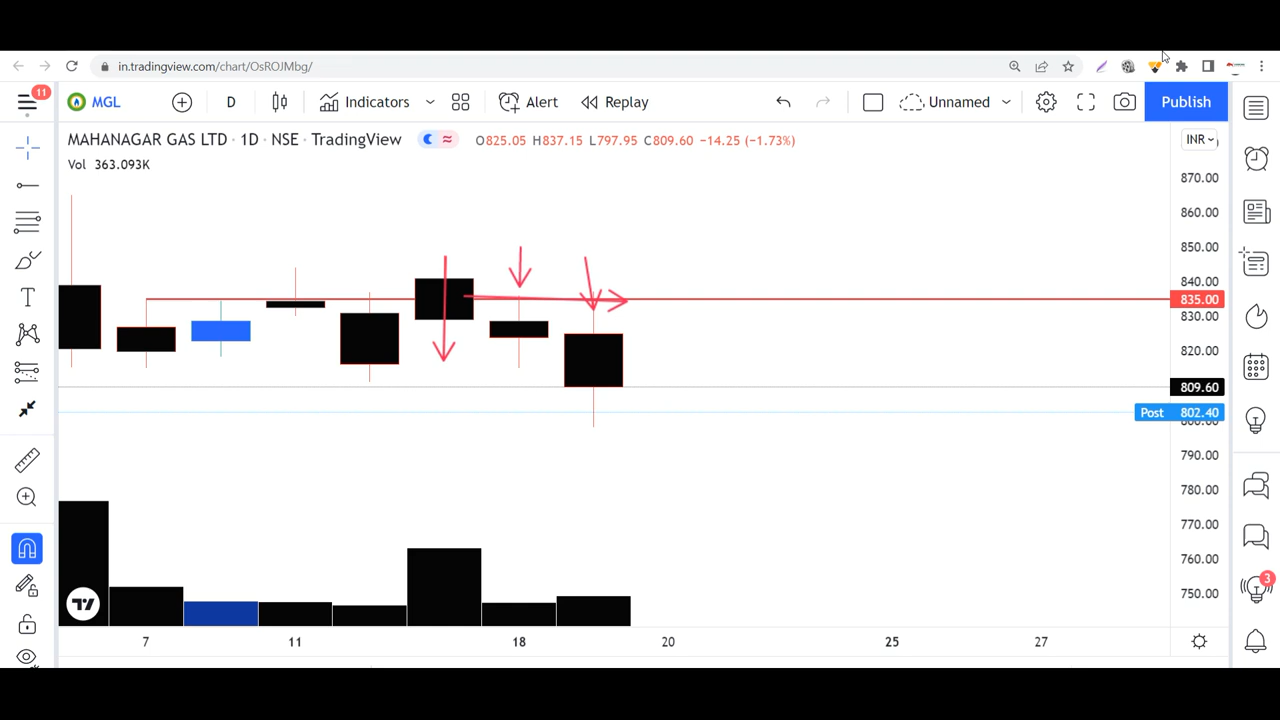 in.tradingview.com/chart/OsROJMbg/
11
MGL
D
Indicators
Alert
Replay
Unnamed
Publish
MAHANAGAR GAS LTD · 1D · NSE · TradingView
O825.05 H837.15 L797.95 C809.60 −14.25 (−1.73%)
INR
Vol 363.093K
870.00
860.00
850.00
840.00
835.00
830.00
820.00
809.60
Post 802.40
800.00
790.00
780.00
770.00
760.00
750.00
3
7
11
18
20
25
27